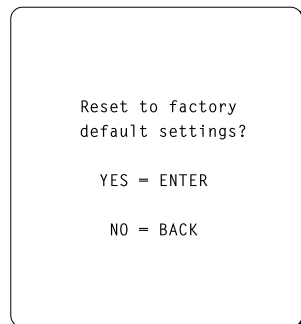 Reset to factory
default settings?
YES = ENTER
NO = BACK